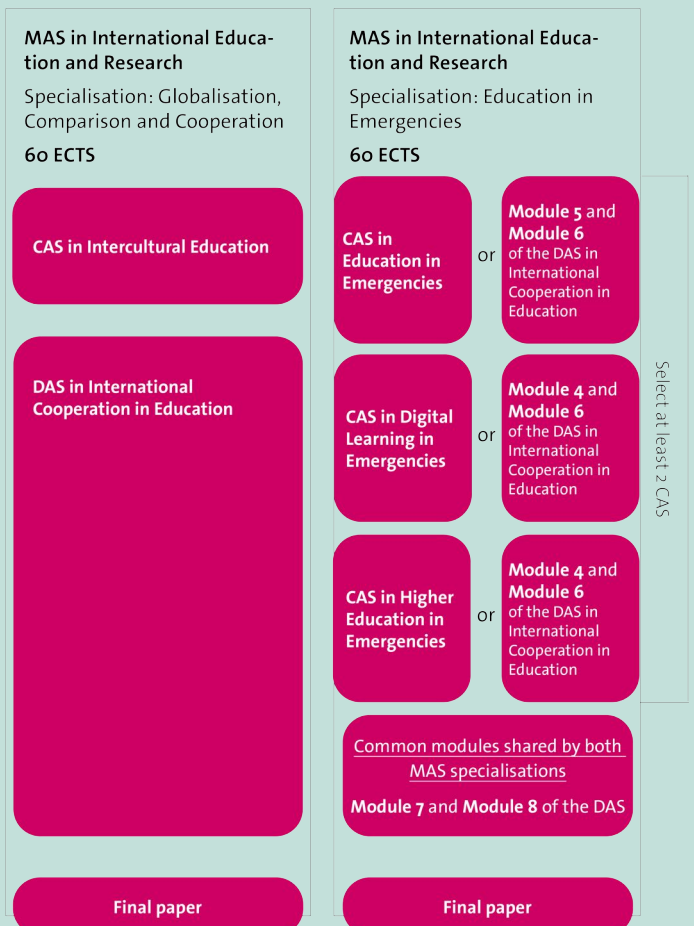 MAS in International Educa-
tion and Research
Specialisation: Globalisation,
Comparison and Cooperation
60 ECTS
CAS in Intercultural Education
DAS in International
Cooperation in Education
Final paper
MAS in International Educa-
tion and Research
Specialisation: Education in
Emergencies
60 ECTS
CAS in
Education in
Emergencies
or
Module 5 and
Module 6
of the DAS in
International
Cooperation in
Education
CAS in Digital
Learning in
Emergencies
or
Module 4 and
Module 6
of the DAS in
International
Cooperation in
Education
CAS in Higher
Education in
Emergencies
or
Module 4 and
Module 6
of the DAS in
International
Cooperation in
Education
Select at least 2 CAS
Common modules shared by both
MAS specialisations
Module 7 and Module 8 of the DAS
Final paper